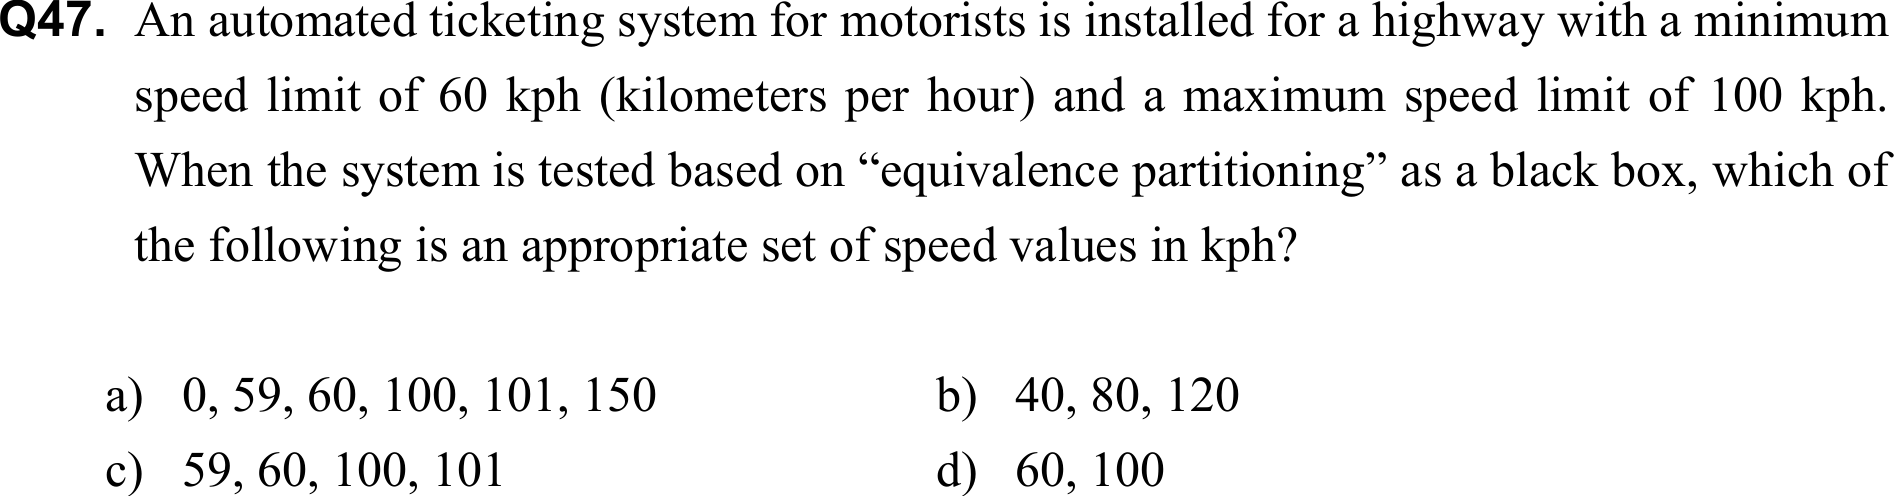 Q47. An automated ticketing system for motorists is installed for a highway with a minimum
speed limit of 60 kph (kilometers per hour) and a maximum speed limit of 100 kph.
When the system is tested based on “equivalence partitioning” as a black box, which of
the following is an appropriate set of speed values in kph?
a) 0, 59, 60, 100, 101, 150 b) 40, 80, 120
c) 59, 60, 100, 101 d) 60, 100